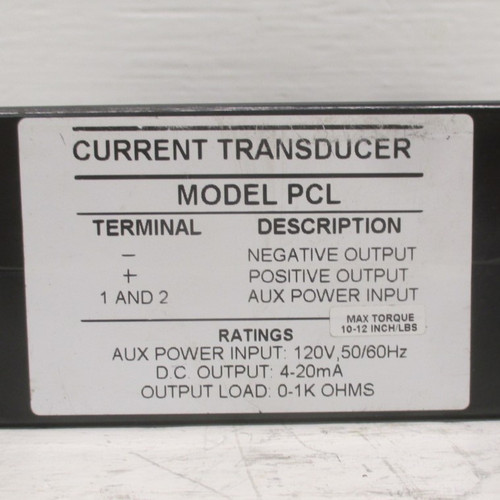 CURRENT TRANSDUCER
MODEL PCL
TERMINAL DESCRIPTION
– NEGATIVE OUTPUT
+ POSITIVE OUTPUT
1 AND 2 AUX POWER INPUT
MAX TORQUE
10-12 INCH/LBS
RATINGS
AUX POWER INPUT: 120V,50/60Hz
D.C. OUTPUT: 4-20mA
OUTPUT LOAD: 0-1K OHMS